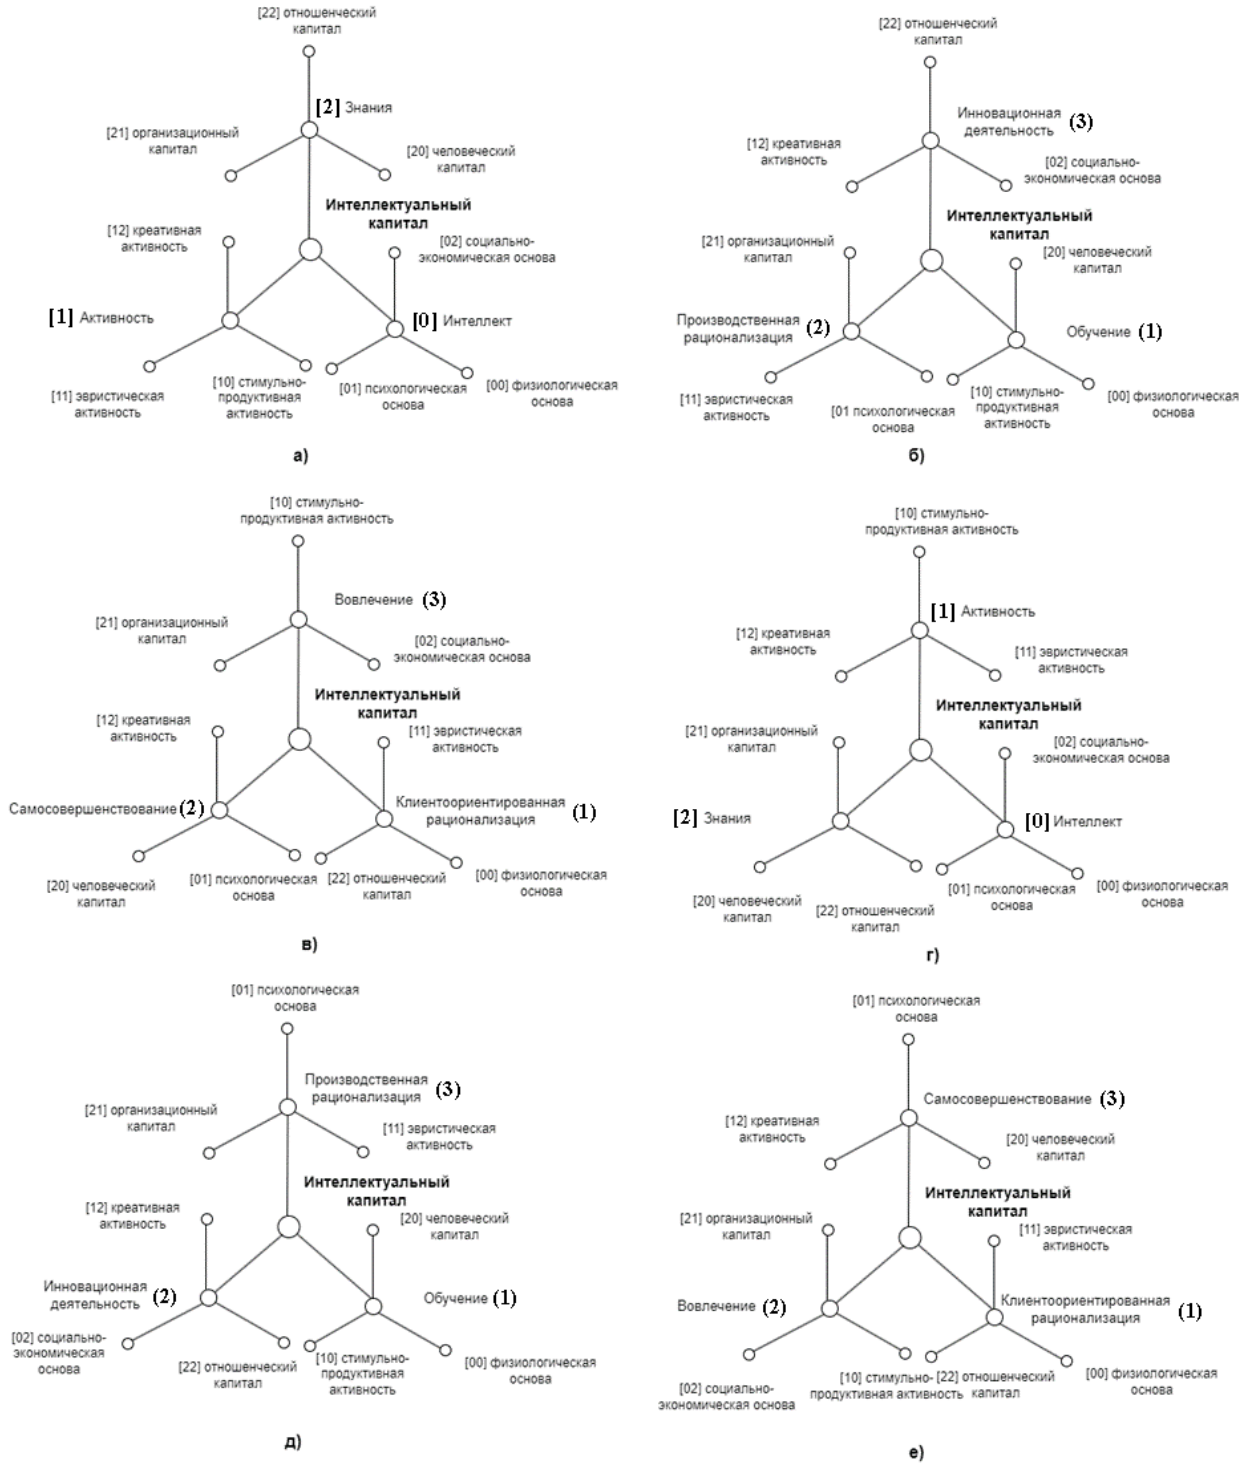 [22] отношенческий
капитал
[2] Знания
[21] организационный
капитал
[20] человеческий
капитал
Интеллектуальный
капитал
[12] креативная
активность
[02] социально-
экономическая основа
[1] Активность
[0] Интеллект
[11] эвристическая
активность
[10] стимульно-
продуктивная
активность
[01] психологическая
основа
[00] физиологическая
основа
а)
[22] отношенческий
капитал
Инновационная
деятельность (3)
[12] креативная
активность
[02] социально-
экономическая основа
Интеллектуальный
капитал
[21] организационный
капитал
[20] человеческий
капитал
Производственная
рационализация (2)
Обучение (1)
[11] эвристическая
активность
[01 психологическая
основа
[10] стимульно-
продуктивная
активность
[00] физиологическая
основа
б)
[10] стимульно-
продуктивная активность
Вовлечение (3)
[21] организационный
капитал
[02] социально-
экономическая основа
Интеллектуальный
капитал
[12] креативная
активность
[11] эвристическая
активность
Самосовершенствование (2)
Клиентоориентированная
рационализация (1)
[20] человеческий
капитал
[01] психологическая
основа
[22] отношенческий
капитал
[00] физиологическая
основа
в)
[10] стимульно-
продуктивная активность
[1] Активность
[12] креативная
активность
[11] эвристическая
активность
Интеллектуальный
капитал
[21] организационный
капитал
[02] социально-
экономическая основа
[2] Знания
[0] Интеллект
[20] человеческий
капитал
[22] отношенческий
капитал
[01] психологическая
основа
[00] физиологическая
основа
г)
[01] психологическая
основа
Производственная
рационализация (3)
[21] организационный
капитал
[11] эвристическая
активность
Интеллектуальный
капитал
[12] креативная
активность
[20] человеческий
капитал
Инновационная
деятельность (2)
Обучение (1)
[02] социально-
экономическая
основа
[22] отношенческий
капитал
[10] стимульно-
продуктивная
активность
[00] физиологическая
основа
д)
[01] психологическая
основа
Самосовершенствование (3)
[12] креативная
активность
[20] человеческий
капитал
Интеллектуальный
капитал
[21] организационный
капитал
[11] эвристическая
активность
Вовлечение (2)
Клиентоориентированная
рационализация (1)
[02] социально-
экономическая основа
[10] стимульно-
продуктивная активность
[22] отношенческий
капитал
[00] физиологическая
основа
е)